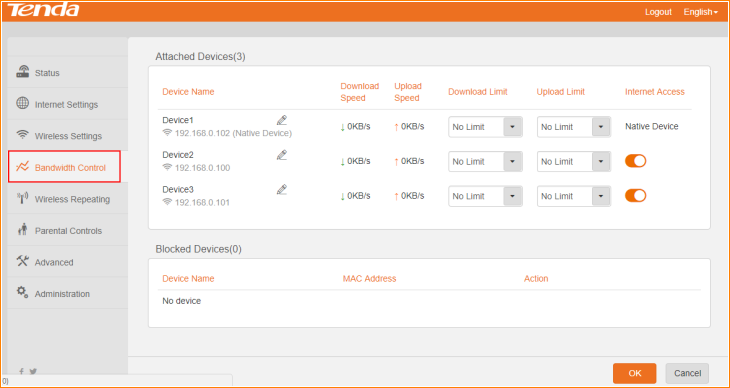 Tenda
Logout English
Status
Internet Settings
Wireless Settings
Bandwidth Control
Wireless Repeating
Parental Controls
Advanced
Administration
Attached Devices(3)
Device Name Download Speed Upload Speed Download Limit Upload Limit Internet Access
Device1
192.168.0.102 (Native Device) ↓ 0KB/s ↑ 0KB/s No Limit No Limit Native Device
Device2
192.168.0.100 ↓ 0KB/s ↑ 0KB/s No Limit No Limit
Device3
192.168.0.101 ↓ 0KB/s ↑ 0KB/s No Limit No Limit
Blocked Devices(0)
Device Name MAC Address Action
No device
OK Cancel
0)